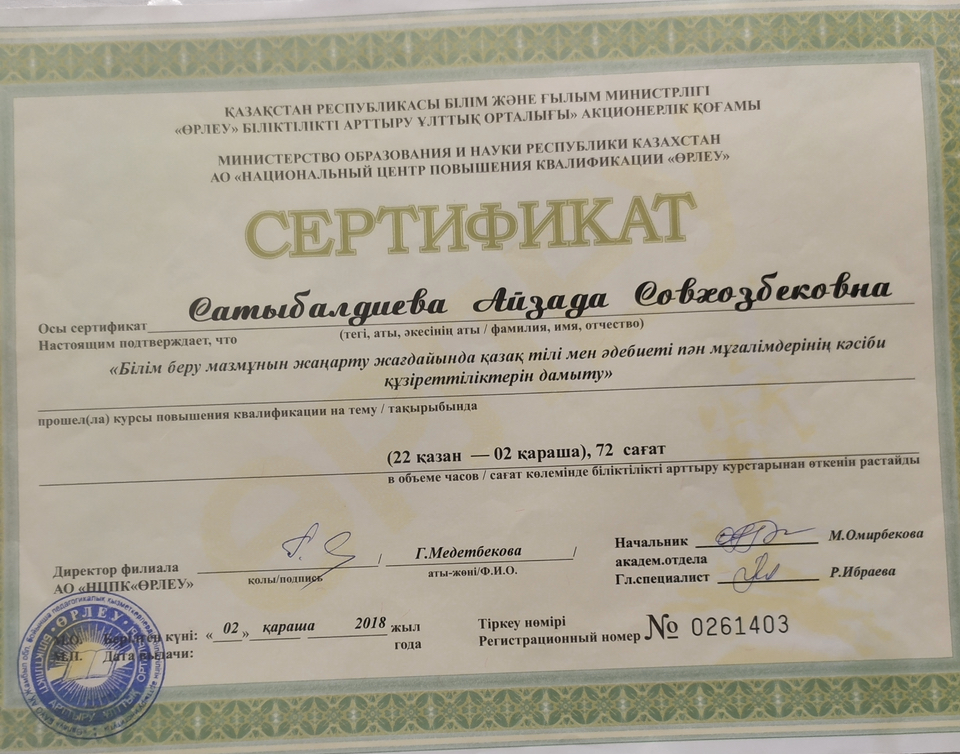 ҚАЗАҚСТАН РЕСПУБЛИКАСЫ БІЛІМ ЖӘНЕ ҒЫЛЫМ МИНИСТРЛІГІ
«ӨРЛЕУ» БІЛІКТІЛІКТІ АРТТЫРУ ҰЛТТЫҚ ОРТАЛЫҒЫ» АКЦИОНЕРЛІК ҚОҒАМЫ
МИНИСТЕРСТВО ОБРАЗОВАНИЯ И НАУКИ РЕСПУБЛИКИ КАЗАХСТАН
АО «НАЦИОНАЛЬНЫЙ ЦЕНТР ПОВЫШЕНИЯ КВАЛИФИКАЦИИ «ӨРЛЕУ»
СЕРТИФИКАТ
Осы сертификат Сатыбалдиева Айзада Совхозбековна
Настоящим подтверждает, что (тегі, аты, әкесінің аты / фамилия, имя, отчество)
«Білім беру мазмұнын жаңарту жағдайында қазақ тілі мен әдебиеті пән мұғалімдерінің кәсіби
құзіреттіліктерін дамыту»
прошел(ла) курсы повышения квалификации на тему / тақырыбында
(22 қазан — 02 қараша), 72 сағат
в объеме часов / сағат көлемінде біліктілікті арттыру курстарынан өткенін растайды
Директор филиала
АО «НЦПК«ӨРЛЕУ»
/ Г.Медетбекова /
қолы/подпись аты-жөні/Ф.И.О.
Начальник М.Омирбекова
академ.отдела
Гл.специалист Р.Ибраева
М.О. Берілген күні: « 02 » қараша 2018 жыл
М.П. Дата выдачи: года
Тіркеу нөмірі
Регистрационный номер № 0261403
ӨРЛЕУ
АРТТЫРУ ҰЛТТЫҚ